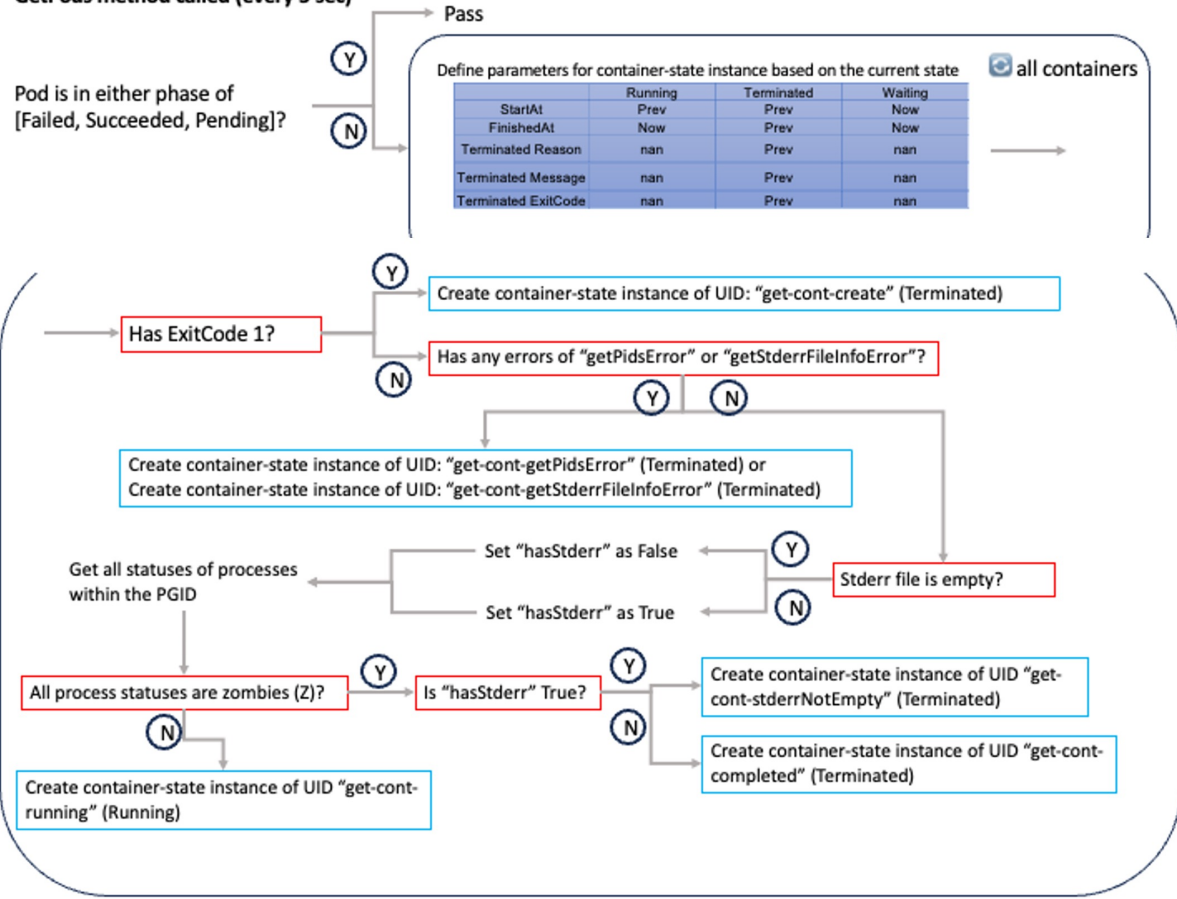 GetPods method called (every 5 sec)
Y
Pass
Pod is in either phase of
[Failed, Succeeded, Pending]?
N
Define parameters for container-state instance based on the current state
all containers
Running Terminated Waiting
StartAt Prev Prev Now
FinishedAt Now Prev Now
Terminated Reason nan Prev nan
Terminated Message nan Prev nan
Terminated ExitCode nan Prev nan
Y
Create container-state instance of UID: “get-cont-create” (Terminated)
Has ExitCode 1?
N
Has any errors of “getPidsError” or “getStderrFileInfoError”?
Y
N
Create container-state instance of UID: “get-cont-getPidsError” (Terminated) or
Create container-state instance of UID: “get-cont-getStderrFileInfoError” (Terminated)
Set “hasStderr” as False
Y
Get all statuses of processes
within the PGID
Stderr file is empty?
Set “hasStderr” as True
N
All process statuses are zombies (Z)?
Y
Is “hasStderr” True?
Y
Create container-state instance of UID “get-
cont-stderrNotEmpty” (Terminated)
N
N
Create container-state instance of UID “get-cont-
completed” (Terminated)
Create container-state instance of UID “get-cont-
running” (Running)